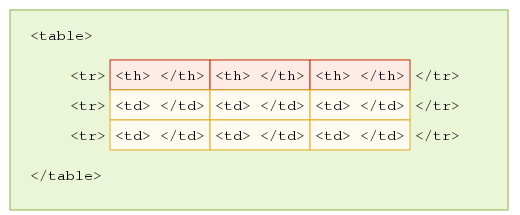 <table>
<tr> <th> </th> <th> </th> <th> </th> </tr>
<tr> <td> </td> <td> </td> <td> </td> </tr>
<tr> <td> </td> <td> </td> <td> </td> </tr>
</table>